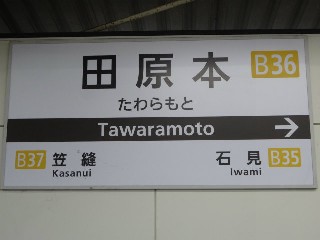 田原本 B36
たわらもと
Tawaramoto →
B37 笠縫 石見 B35
Kasanui Iwami